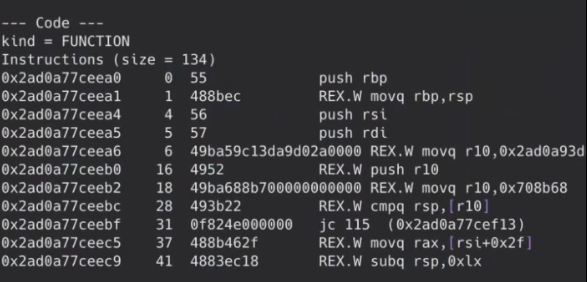 --- Code ---
kind = FUNCTION
Instructions (size = 134)
0x2ad0a77ceea0 0 55 push rbp
0x2ad0a77ceea1 1 488bec REX.W movq rbp,rsp
0x2ad0a77ceea4 4 56 push rsi
0x2ad0a77ceea5 5 57 push rdi
0x2ad0a77ceea6 6 49ba59c13da9d02a0000 REX.W movq r10,0x2ad0a93d
0x2ad0a77ceeb0 16 4952 REX.W push r10
0x2ad0a77ceeb2 18 49ba688b700000000000 REX.W movq r10,0x708b68
0x2ad0a77ceebc 28 493b22 REX.W cmpq rsp,[r10]
0x2ad0a77ceebf 31 0f824e000000 jc 115 (0x2ad0a77cef13)
0x2ad0a77ceec5 37 488b462f REX.W movq rax,[rsi+0x2f]
0x2ad0a77ceec9 41 4883ec18 REX.W subq rsp,0xlx